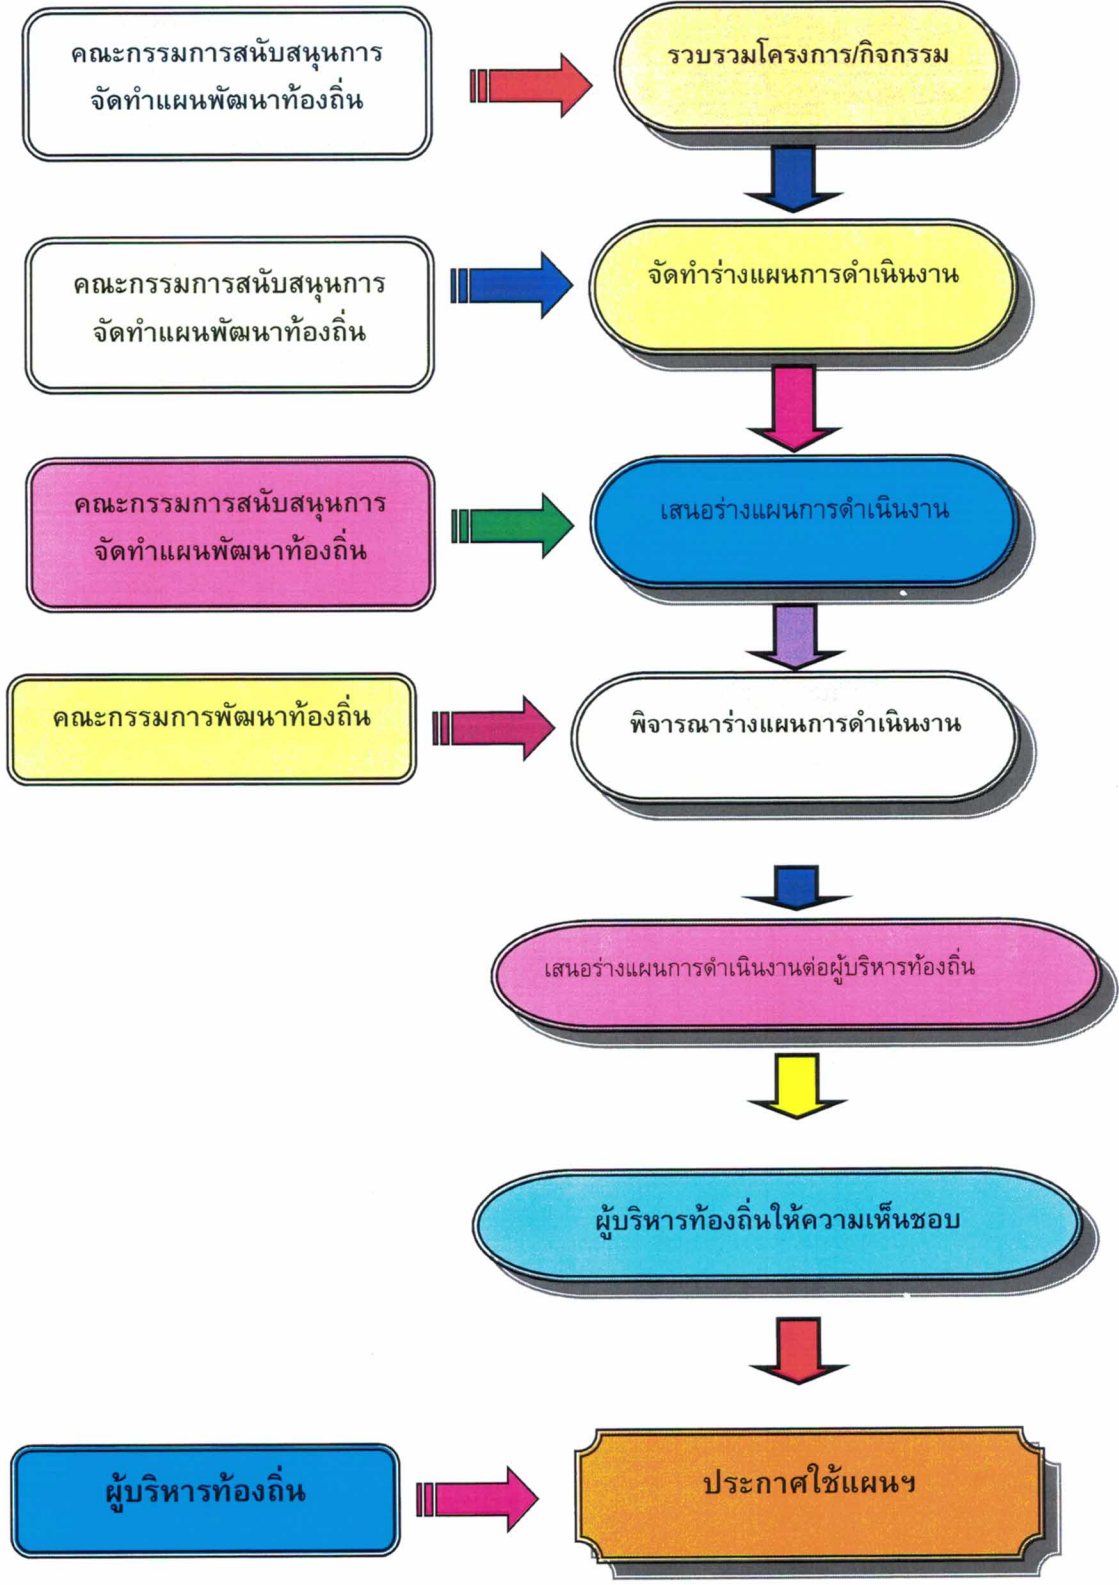 คณะกรรมการสนับสนุนการ
จัดทำแผนพัฒนาท้องถิ่น
รวบรวมโครงการ/กิจกรรม
คณะกรรมการสนับสนุนการ
จัดทำแผนพัฒนาท้องถิ่น
จัดทำร่างแผนการดำเนินงาน
คณะกรรมการสนับสนุนการ
จัดทำแผนพัฒนาท้องถิ่น
เสนอร่างแผนการดำเนินงาน
คณะกรรมการพัฒนาท้องถิ่น
พิจารณาร่างแผนการดำเนินงาน
เสนอร่างแผนการดำเนินงานต่อผู้บริหารท้องถิ่น
ผู้บริหารท้องถิ่นให้ความเห็นชอบ
ผู้บริหารท้องถิ่น
ประกาศใช้แผนฯ